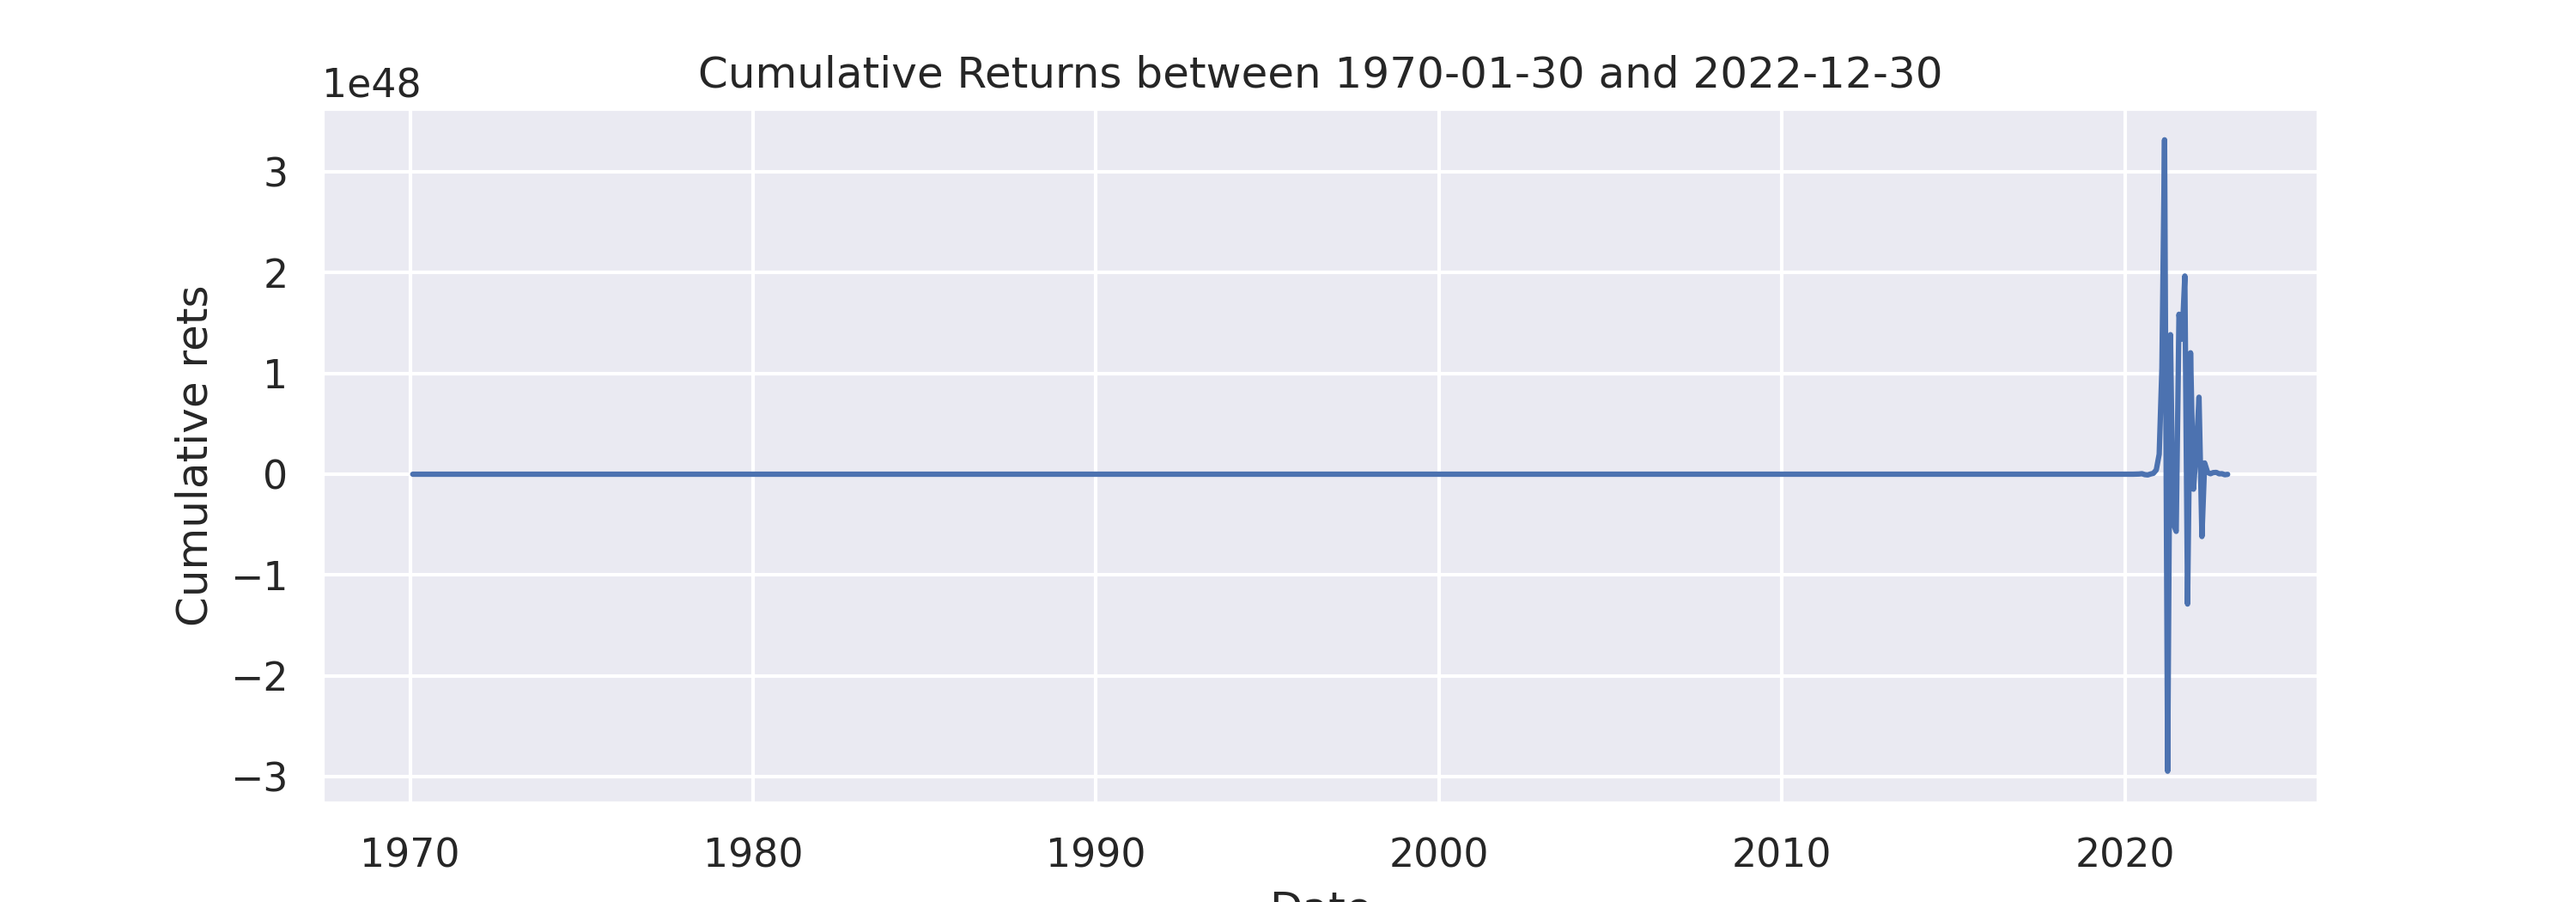 Cumulative Returns between 1970-01-30 and 2022-12-30
1e48
Cumulative rets
3
2
1
0
−1
−2
−3
1970 1980 1990 2000 2010 2020
Date